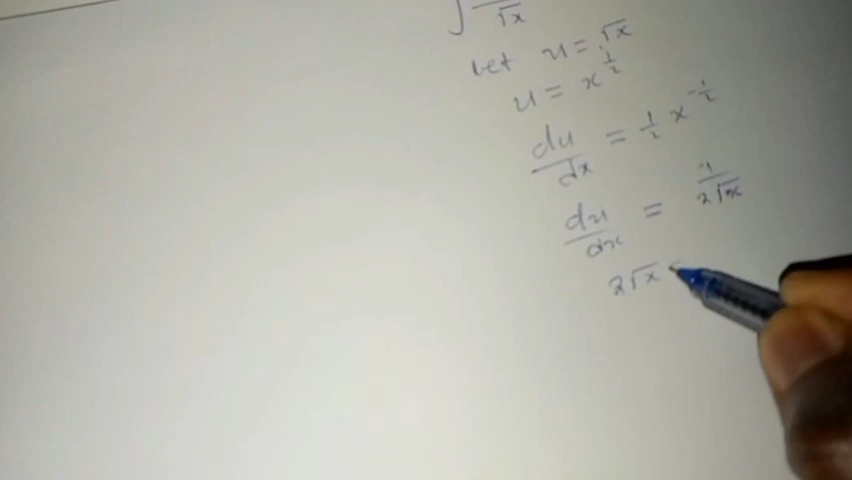 ∫ —/√x
Let u = √x
u = x^{1/2}
du/dx = 1/2 x^{-1/2}
du/dx = 1/(2√x)
2√x